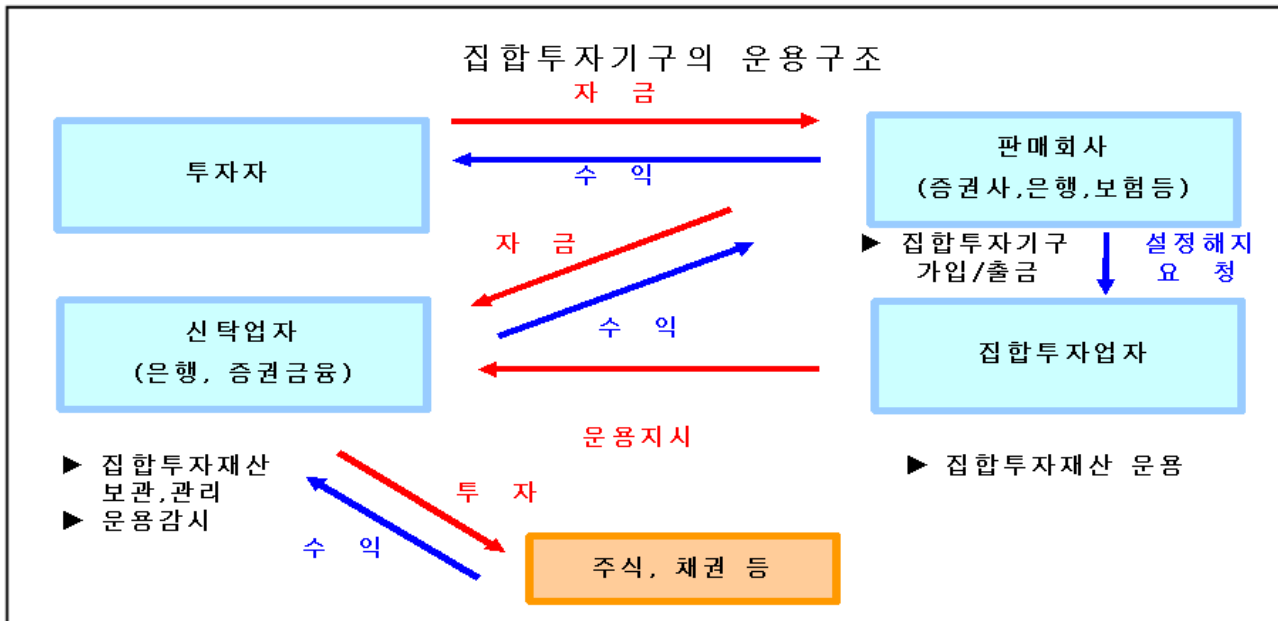 집합투자기구의 운용구조
자 금
투자자
수 익
판매회사
(증권사,은행,보험등)
자 금
▶ 집합투자기구
가입/출금
설정해지
요 청
신탁업자
(은행, 증권금융)
수 익
집합투자업자
운용지시
▶ 집합투자재산
보관,관리
▶ 운용감시
▶ 집합투자재산 운용
투 자
수 익
주식, 채권 등